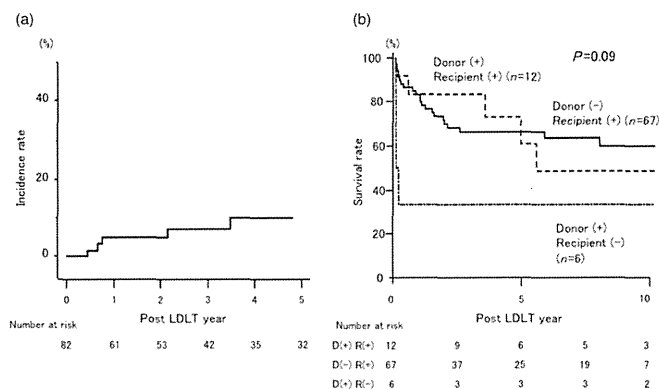 (a)
(%)
Incidence rate
40
20
0
0 1 2 3 4 5
Post LDLT year
Number at risk
82 61 53 42 35 32
(b)
(%)
Survival rate
100
80
60
40
20
0
P=0.09
Donor (+)
Recipient (+) (n=12)
Donor (-)
Recipient (+) (n=67)
Donor (+)
Recipient (-)
(n=6)
0 5 10
Post LDLT year
Number at risk
D(+) R(+) 12 9 6 5 3
D(-) R(+) 67 37 25 19 7
D(+) R(-) 6 3 3 3 2